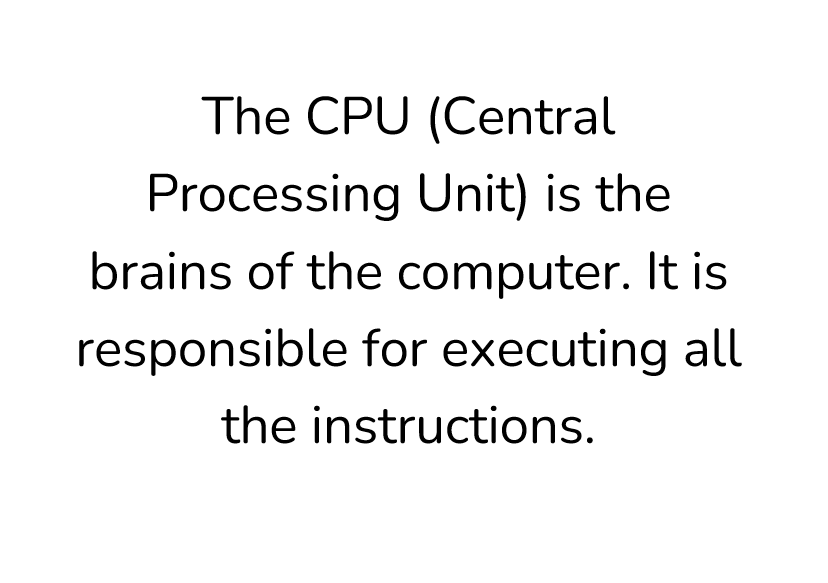 The CPU (Central
Processing Unit) is the
brains of the computer. It is
responsible for executing all
the instructions.